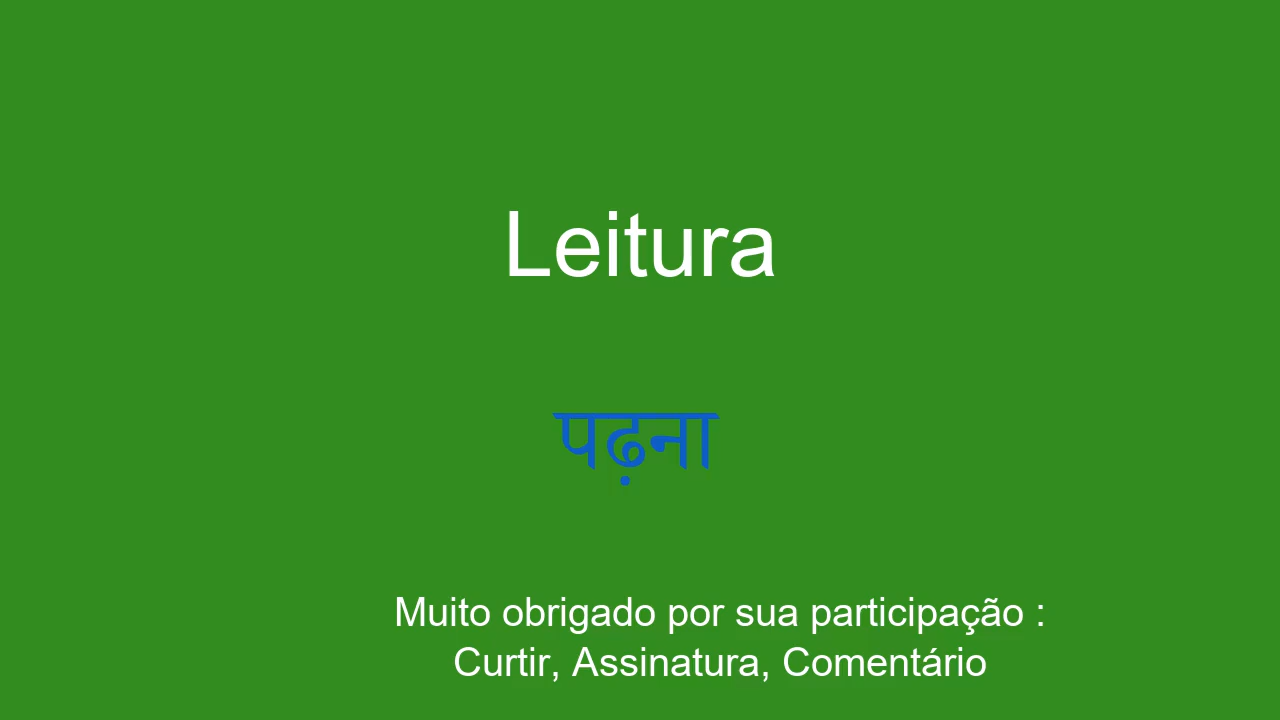 Leitura
पढ़ना
Muito obrigado por sua participação :
Curtir, Assinatura, Comentário